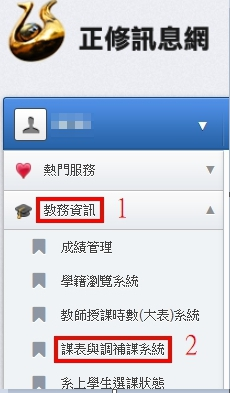 正修訊息網
熱門服務
教務資訊 1
成績管理
學籍瀏覽系統
教師授課時數(大表)系統
課表與調補課系統 2
系上學生選課狀態